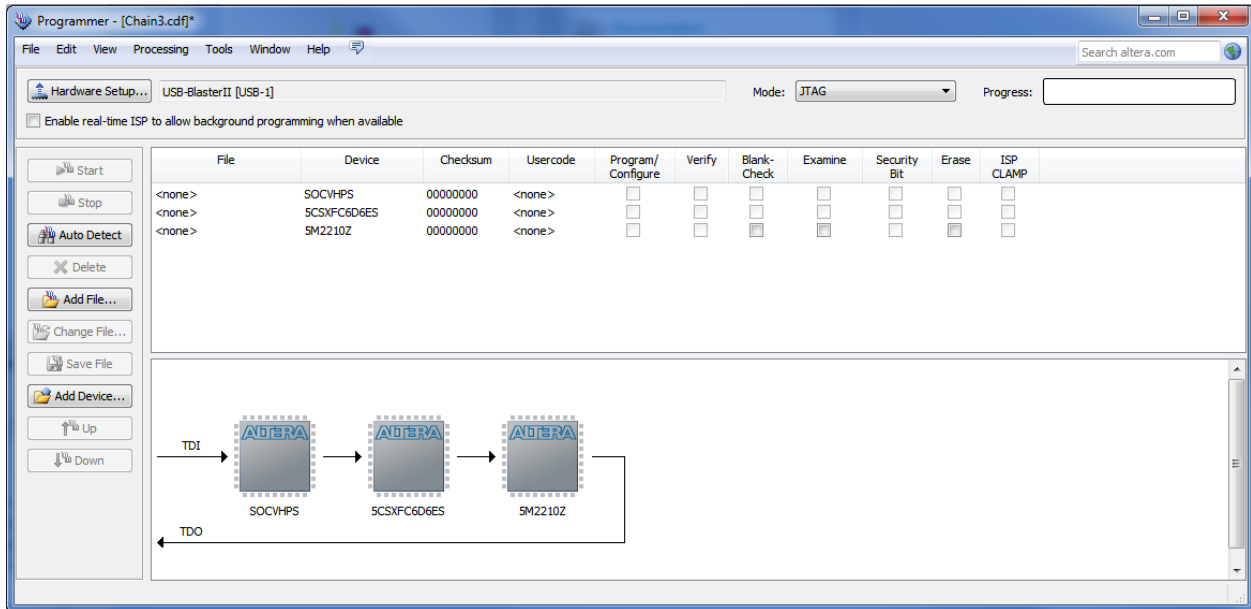 Programmer - [Chain3.cdf]*
File Edit View Processing Tools Window Help
Search altera.com
Hardware Setup... USB-BlasterII [USB-1] Mode: JTAG Progress:
Enable real-time ISP to allow background programming when available
File Device Checksum Usercode Program/ Configure Verify Blank- Check Examine Security Bit Erase ISP CLAMP
<none> SOCVHPS 00000000 <none>
<none> 5CSXFC6D6ES 00000000 <none>
<none> 5M2210Z 00000000 <none>
Start
Stop
Auto Detect
Delete
Add File...
Change File...
Save File
Add Device...
Up
Down
TDI
ALTERA ALTERA ALTERA
SOCVHPS 5CSXFC6D6ES 5M2210Z
TDO